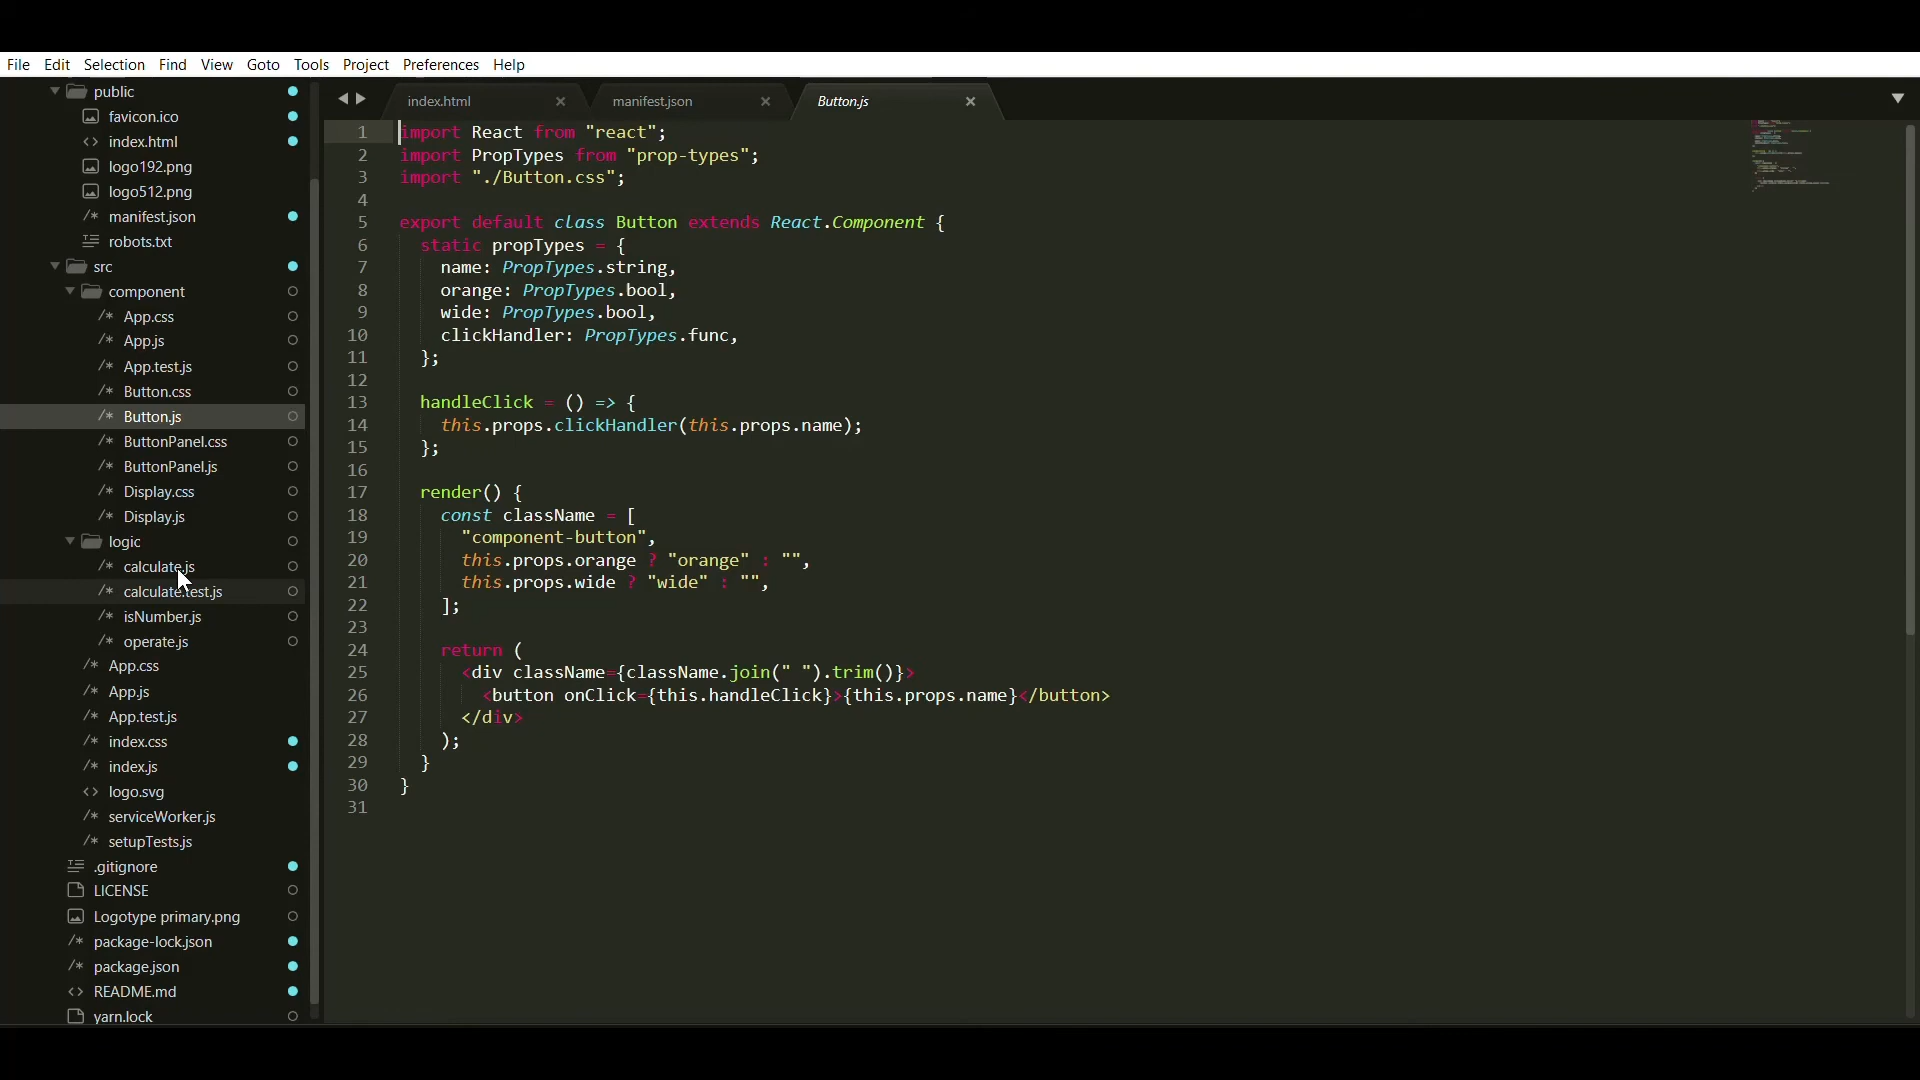 File Edit Selection Find View Goto Tools Project Preferences Help
public
favicon.ico
<> index.html
logo192.png
logo512.png
/* manifest.json
robots.txt
src
component
/* App.css
/* App.js
/* App.test.js
/* Button.css
/* Button.js
/* ButtonPanel.css
/* ButtonPanel.js
/* Display.css
/* Display.js
logic
/* calculate.js
/* calculate.test.js
/* isNumber.js
/* operate.js
/* App.css
/* App.js
/* App.test.js
/* index.css
/* index.js
<> logo.svg
/* serviceWorker.js
/* setupTests.js
.gitignore
LICENSE
Logotype primary.png
/* package-lock.json
/* package.json
<> README.md
yarn.lock
index.html × manifest.json × Button.js ×
1 import React from "react";
2 import PropTypes from "prop-types";
3 import "./Button.css";
4
5 export default class Button extends React.Component {
6 static propTypes = {
7 name: PropTypes.string,
8 orange: PropTypes.bool,
9 wide: PropTypes.bool,
10 clickHandler: PropTypes.func,
11 };
12
13 handleClick = () => {
14 this.props.clickHandler(this.props.name);
15 };
16
17 render() {
18 const className = [
19 "component-button",
20 this.props.orange ? "orange" : "",
21 this.props.wide ? "wide" : "",
22 ];
23
24 return (
25 <div className={className.join(" ").trim()}>
26 <button onClick={this.handleClick}>{this.props.name}</button>
27 </div>
28 );
29 }
30 }
31